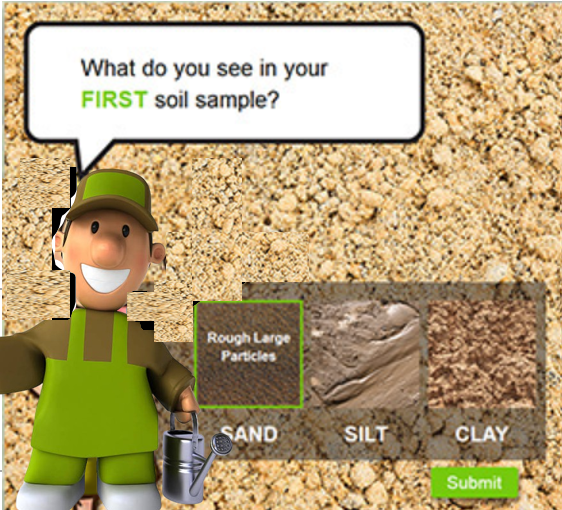 What do you see in your
FIRST soil sample?
Rough Large
Particles
SAND
SILT
CLAY
Submit